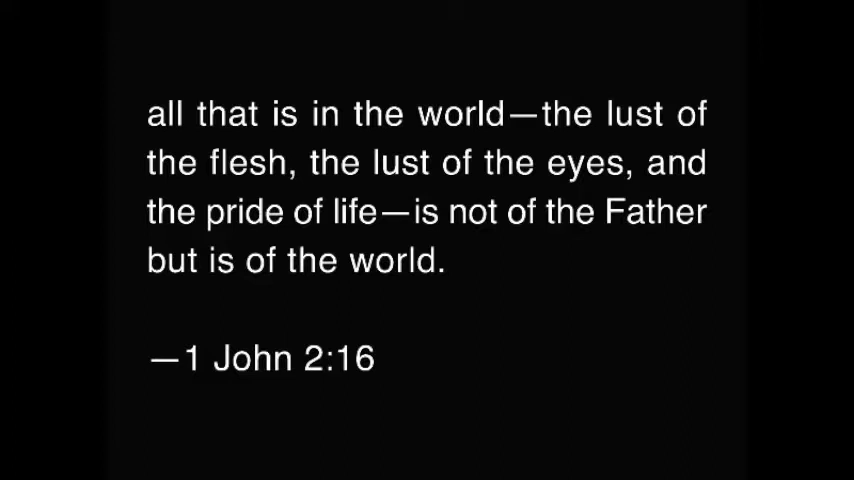 all that is in the world—the lust of
the flesh, the lust of the eyes, and
the pride of life—is not of the Father
but is of the world.
—1 John 2:16